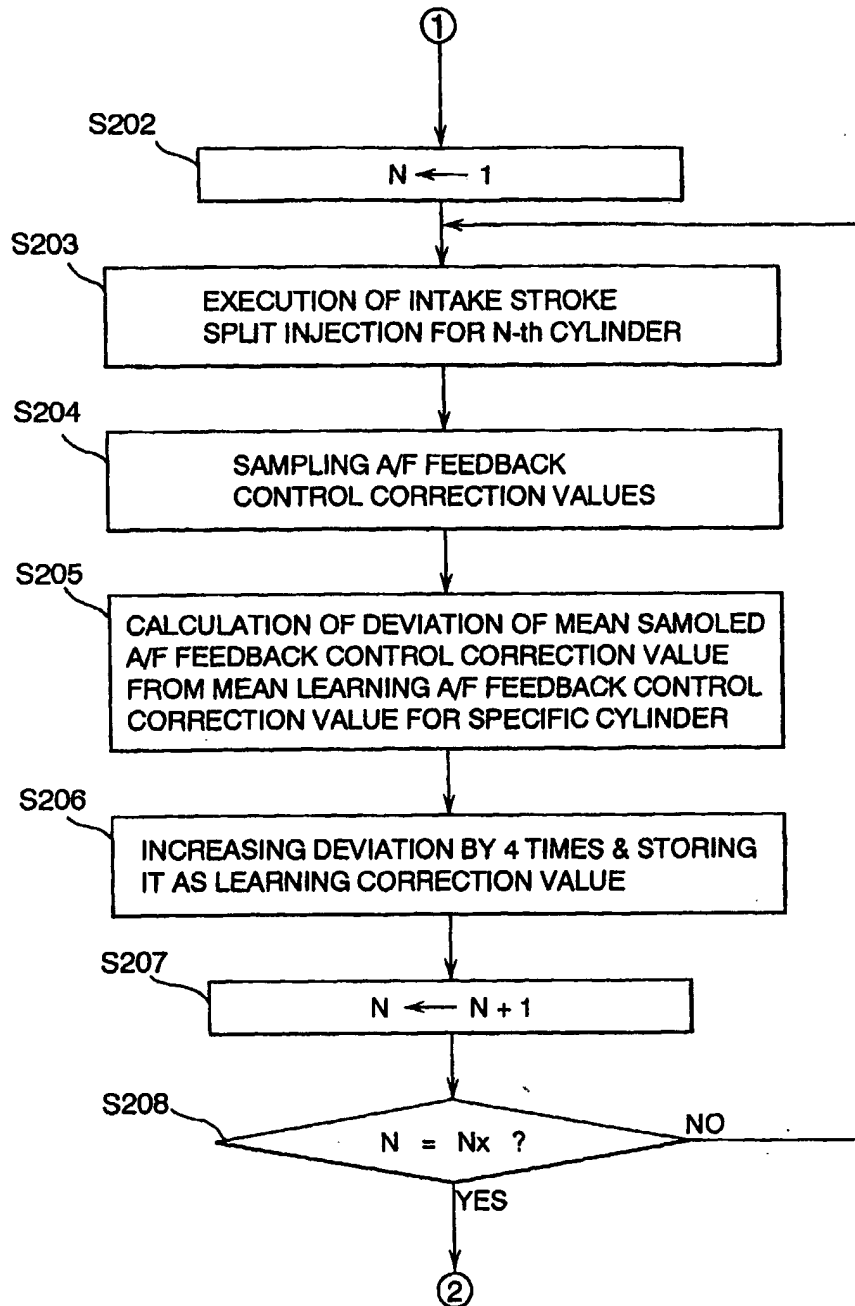 1
S202
N ← 1
S203
EXECUTION OF INTAKE STROKE
SPLIT INJECTION FOR N-th CYLINDER
S204
SAMPLING A/F FEEDBACK
CONTROL CORRECTION VALUES
S205
CALCULATION OF DEVIATION OF MEAN SAMOLED
A/F FEEDBACK CONTROL CORRECTION VALUE
FROM MEAN LEARNING A/F FEEDBACK CONTROL
CORRECTION VALUE FOR SPECIFIC CYLINDER
S206
INCREASING DEVIATION BY 4 TIMES & STORING
IT AS LEARNING CORRECTION VALUE
S207
N ← N + 1
S208
N = Nx ?
NO
YES
2